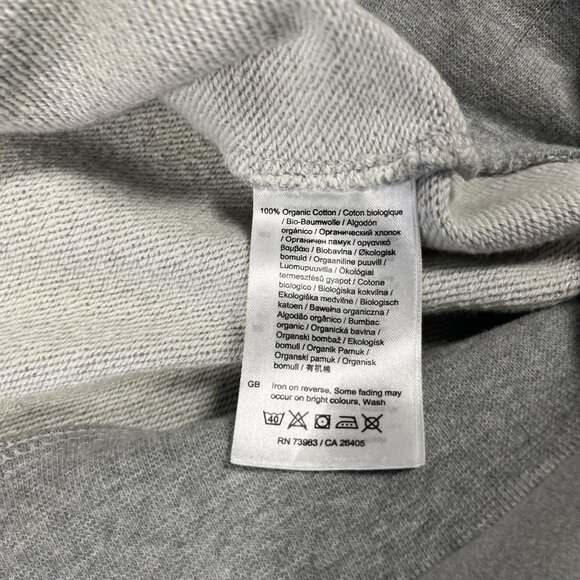 100% Organic Cotton / Coton biologique
/ Bio-Baumwolle / Algodón
orgánico / Органический хлопок
/ Органичен памук / οργανικό
βαμβάκι / Biobavlna / Økologisk
bomuld / Orgaaniline puuvill /
Luomupuuvilla / Ökológiai
természetes pamut / Cotone
biologico / Bioloģiska kokvilna /
Ekologiška medvilnė / Biologisch
katoen / Bawełna organiczna /
Algodão orgânico / Bumbac
organic / Organická bavlna /
Organski bombaž / Ekologisk
bomull / Organik Pamuk /
Organski pamuk / Organisk
bomull / 有机棉
GB Iron on reverse, Some fading may
occur on bright colours, Wash
40
RN 73983 / CA 26405